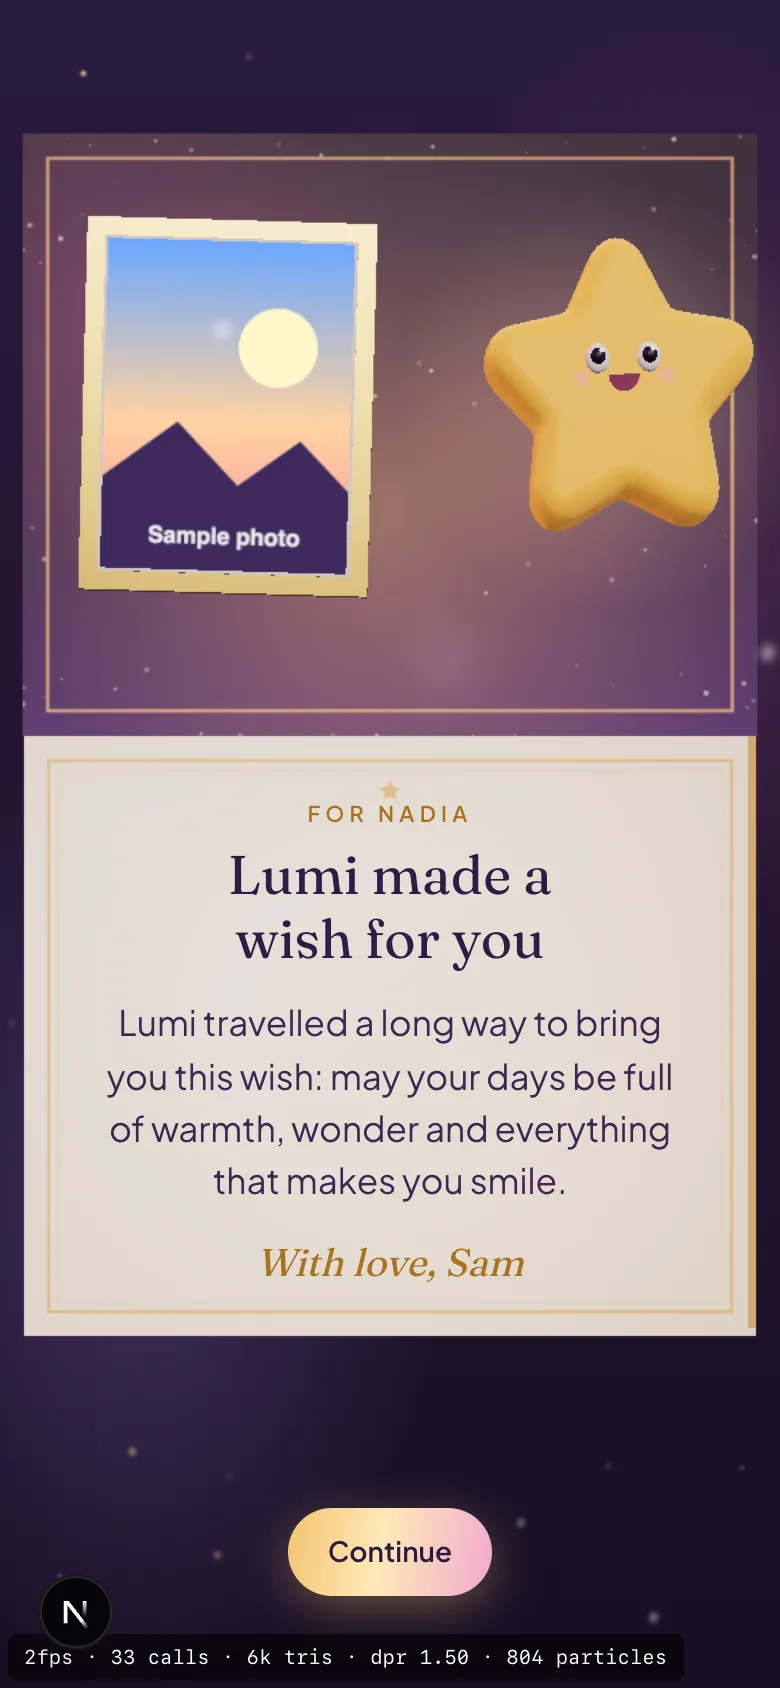 Sample photo
FOR NADIA
Lumi made a
wish for you
Lumi travelled a long way to bring
you this wish: may your days be full
of warmth, wonder and everything
that makes you smile.
With love, Sam
Continue
N
2fps · 33 calls · 6k tris · dpr 1.50 · 804 particles